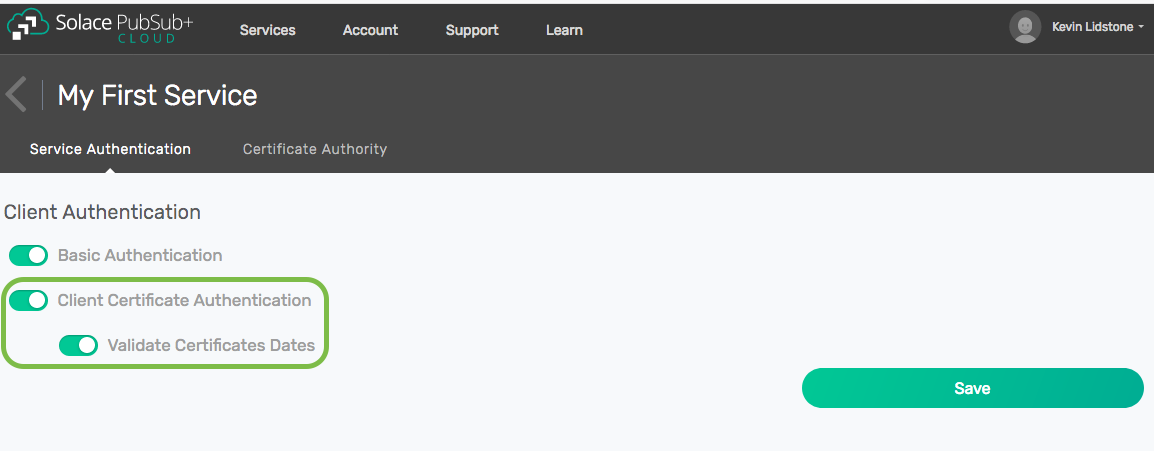 Solace PubSub+
CLOUD
Services
Account
Support
Learn
Kevin Lidstone
My First Service
Service Authentication
Certificate Authority
Client Authentication
Basic Authentication
Client Certificate Authentication
Validate Certificates Dates
Save